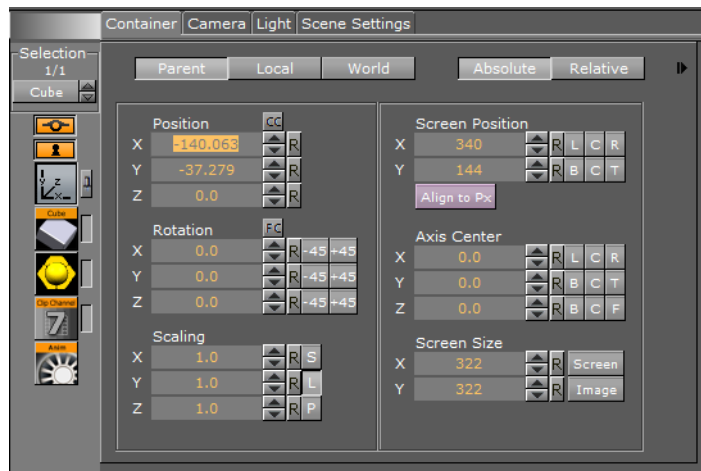 Container Camera Light Scene Settings
Selection
1/1
Cube
Parent Local World Absolute Relative
Position CC
X -140.063 R
Y -37.279 R
Z 0.0 R
Rotation FC
X 0.0 R -45 +45
Y 0.0 R -45 +45
Z 0.0 R -45 +45
Scaling
X 1.0 R S
Y 1.0 R L
Z 1.0 R P
Screen Position
X 340 R L C R
Y 144 R B C T
Align to Px
Axis Center
X 0.0 R L C R
Y 0.0 R B C T
Z 0.0 R B C F
Screen Size
X 322 R Screen
Y 322 R Image
y z
x
Cube
Clip Channel
7
Anim